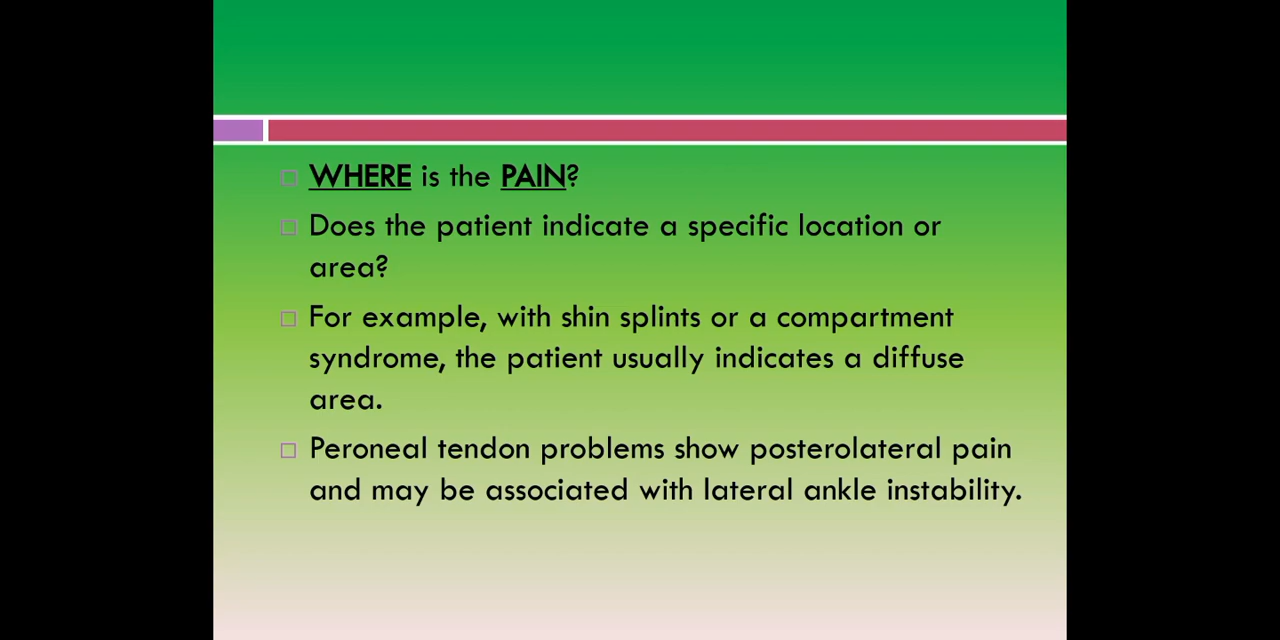 WHERE is the PAIN?
Does the patient indicate a specific location or
area?
For example, with shin splints or a compartment
syndrome, the patient usually indicates a diffuse
area.
Peroneal tendon problems show posterolateral pain
and may be associated with lateral ankle instability.